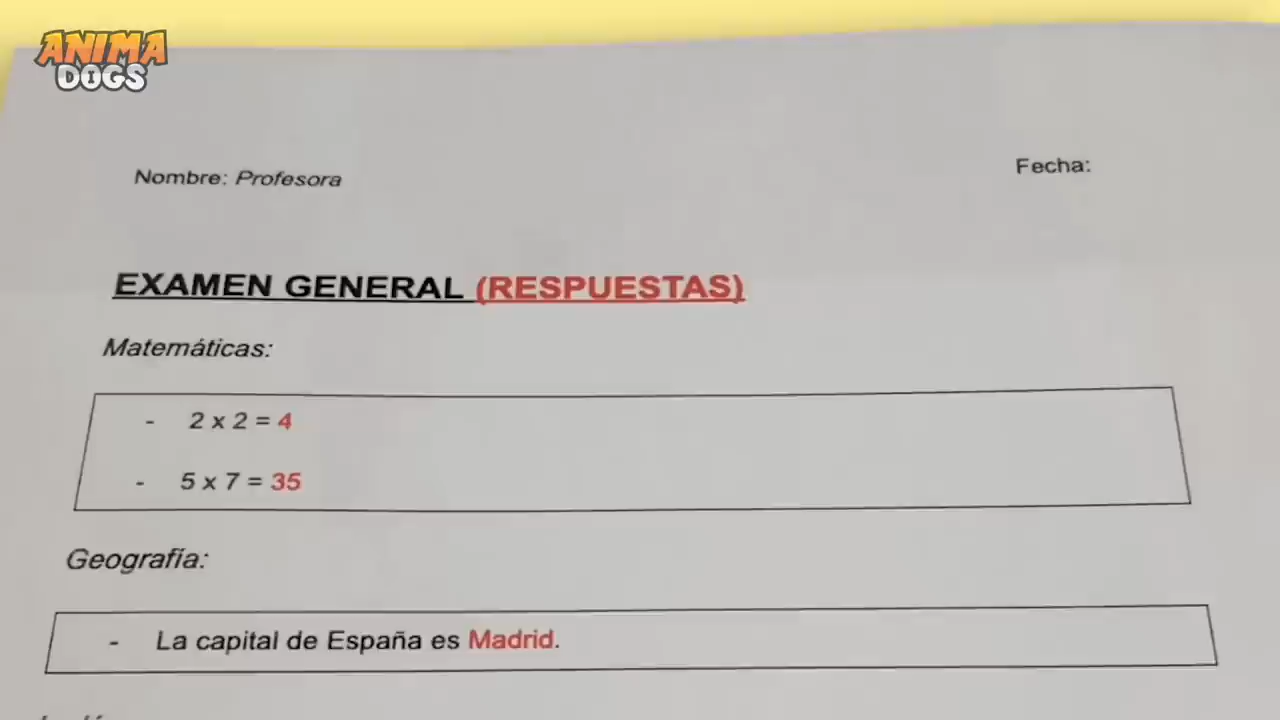 ANIMA
DOGS
Nombre: Profesora
Fecha:
EXAMEN GENERAL (RESPUESTAS)
Matemáticas:
- 2 x 2 = 4
- 5 x 7 = 35
Geografía:
- La capital de España es Madrid.